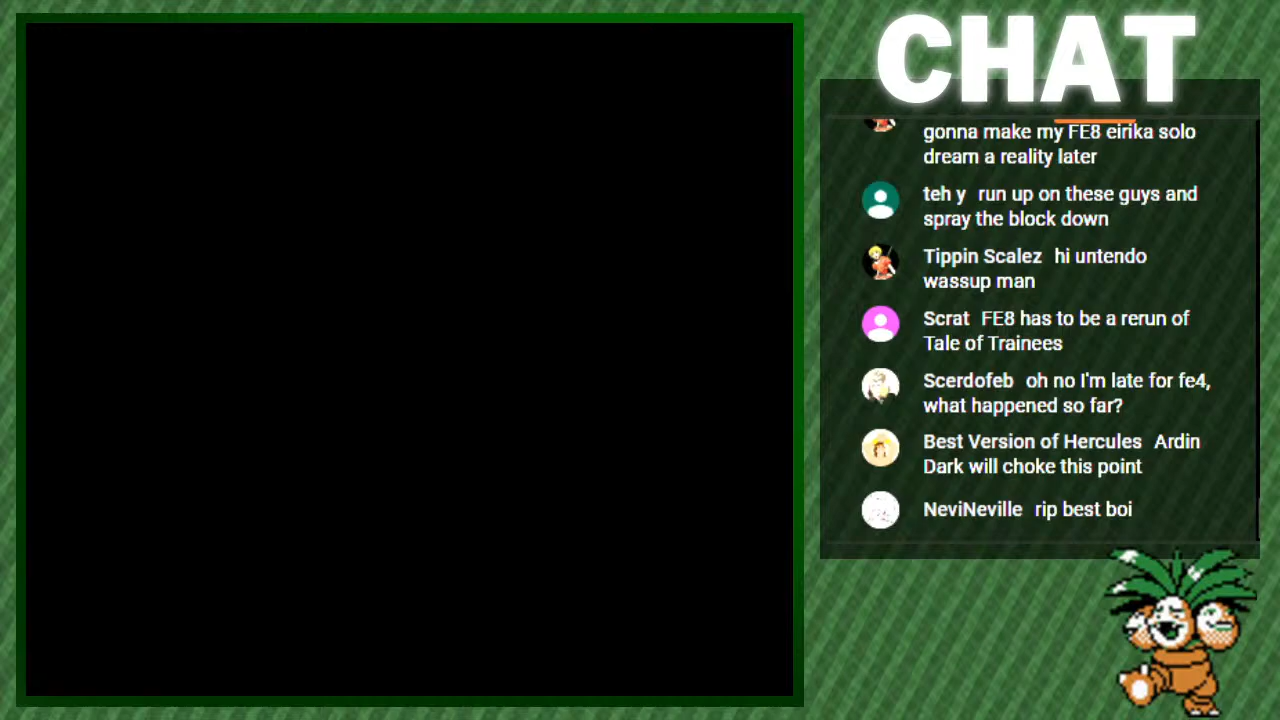 CHAT
gonna make my FE8 eirika solo
dream a reality later
teh y run up on these guys and
spray the block down
Tippin Scalez hi untendo
wassup man
Scrat FE8 has to be a rerun of
Tale of Trainees
Scerdofeb oh no I'm late for fe4,
what happened so far?
Best Version of Hercules Ardin
Dark will choke this point
NeviNeville rip best boi